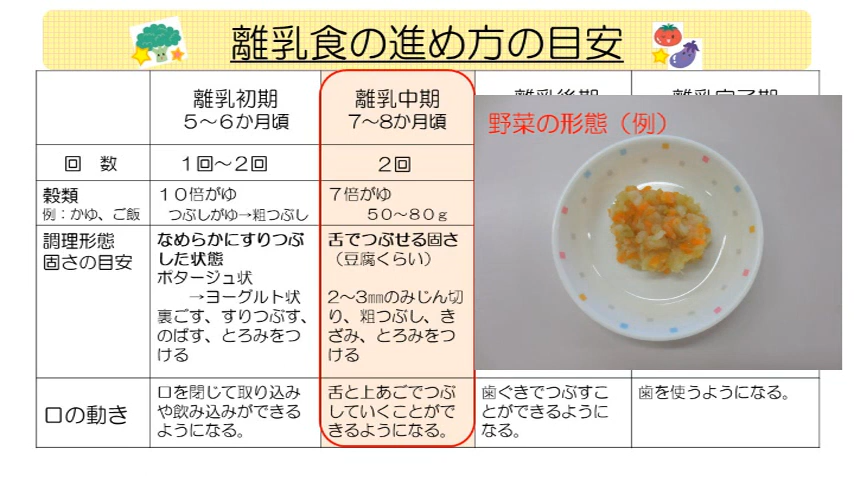 離乳食の進め方の目安
離乳初期
5～6か月頃
離乳中期
7～8か月頃
野菜の形態（例）
回　数
1回～2回
2回
穀類
例：かゆ、ご飯
10倍がゆ
つぶしがゆ→粗つぶし
7倍がゆ
50～80g
調理形態
固さの目安
なめらかにすりつぶ
した状態
ポタージュ状
→ヨーグルト状
裏ごす、すりつぶす、
のばす、とろみをつ
ける
舌でつぶせる固さ
（豆腐くらい）
2～3㎜のみじん切
り、粗つぶし、き
ざみ、とろみをつ
ける
口の動き
口を閉じて取り込み
や飲み込みができる
ようになる。
舌と上あごでつぶ
していくことがで
きるようになる。
歯ぐきでつぶすこ
とができるように
なる。
歯を使うようになる。